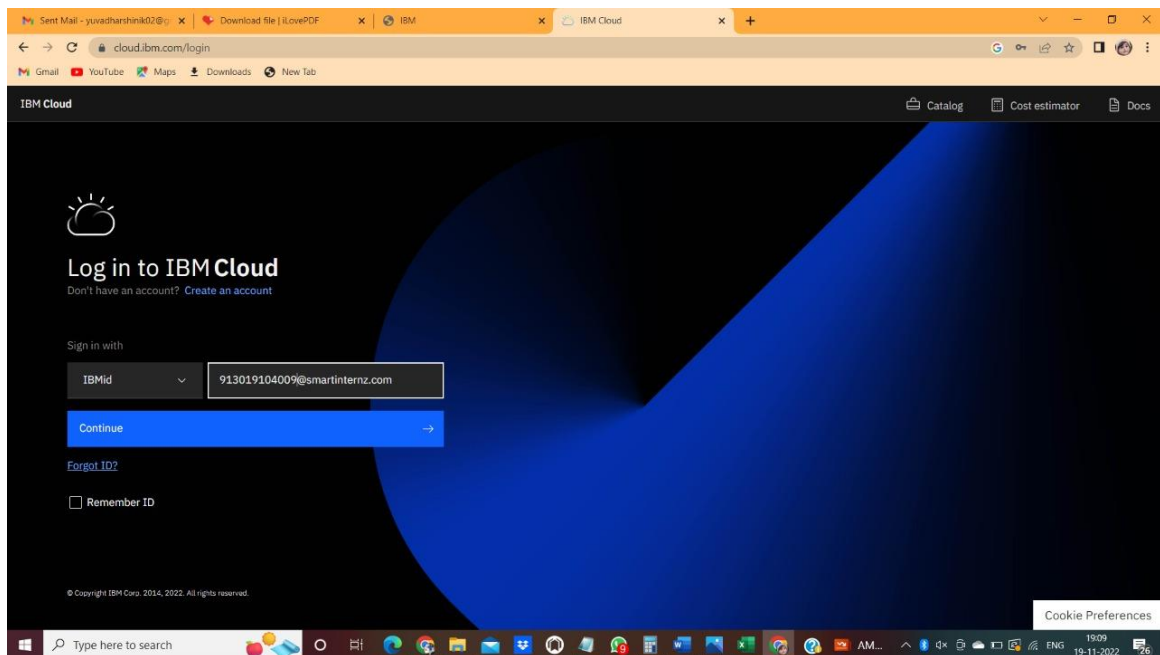 Sent Mail - yuvadharshinik02@g
Download file | iLovePDF
IBM
IBM Cloud
cloud.ibm.com/login
Gmail YouTube Maps Downloads New Tab
IBM Cloud
Catalog Cost estimator Docs
Log in to IBM Cloud
Don't have an account? Create an account
Sign in with
IBMid 913019104009@smartinternz.com
Continue
Forgot ID?
Remember ID
© Copyright IBM Corp. 2014, 2022. All rights reserved.
Cookie Preferences
Type here to search
AM...
ENG
19:09
19-11-2022
26